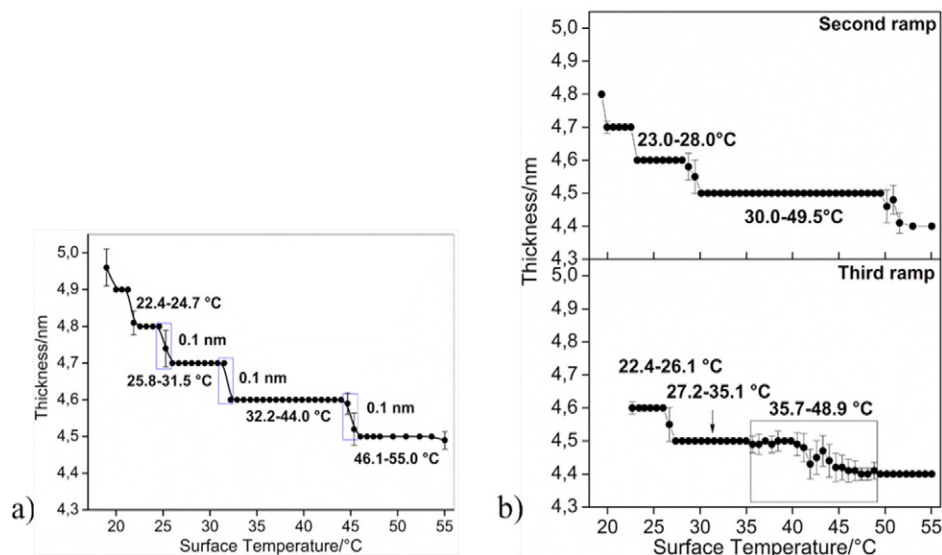 a)
Thickness/nm
5,0
4,9
4,8
4,7
4,6
4,5
4,4
4,3
22.4-24.7 °C
0.1 nm
25.8-31.5 °C
0.1 nm
32.2-44.0 °C
0.1 nm
46.1-55.0 °C
20 25 30 35 40 45 50 55
Surface Temperature/°C
b)
Thickness/nm
Second ramp
5,0
4,9
4,8
4,7
4,6
4,5
4,4
4,3
23.0-28.0°C
30.0-49.5°C
Third ramp
5,0
4,9
4,8
4,7
4,6
4,5
4,4
4,3
22.4-26.1 °C
27.2-35.1 °C
35.7-48.9 °C
20 25 30 35 40 45 50 55
Surface Temperature/°C